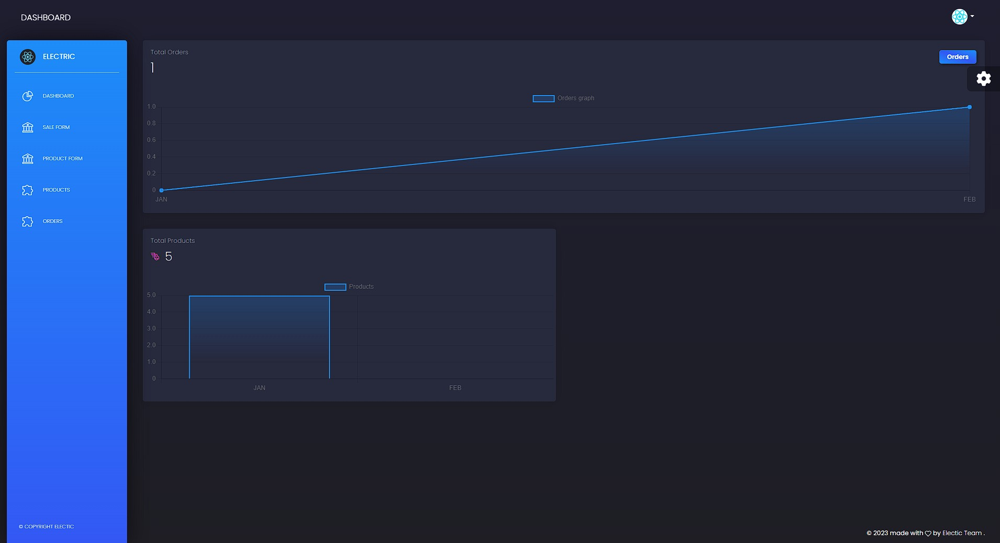 DASHBOARD
ELECTRIC
DASHBOARD
SALE FORM
PRODUCT FORM
PRODUCTS
ORDERS
© COPYRIGHT ELECTIC
Total Orders
1
Orders
Orders graph
1.0
0.8
0.6
0.4
0.2
0
JAN FEB
Total Products
5
Products
5.0
4.0
3.0
2.0
1.0
0
JAN FEB
© 2023 made with by Electic Team .